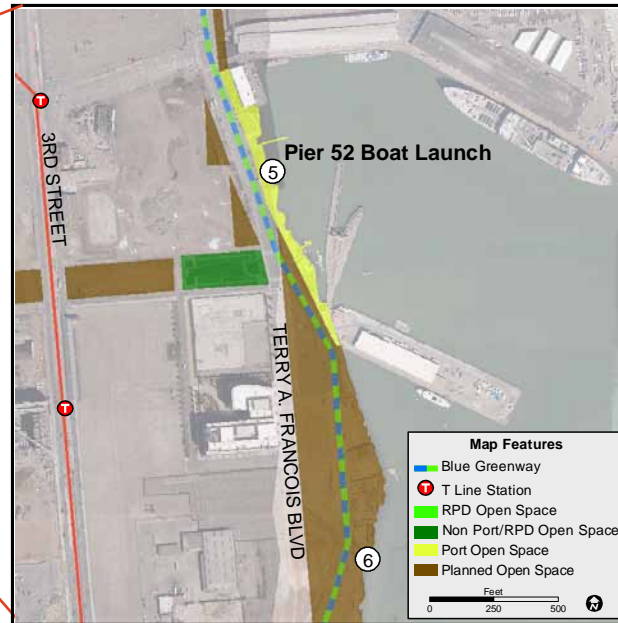 T
3RD STREET
Pier 52 Boat Launch
5
TERRY A. FRANCOIS BLVD
T
6
Map Features
Blue Greenway
T T Line Station
RPD Open Space
Non Port/RPD Open Space
Port Open Space
Planned Open Space
Feet
0 250 500
N